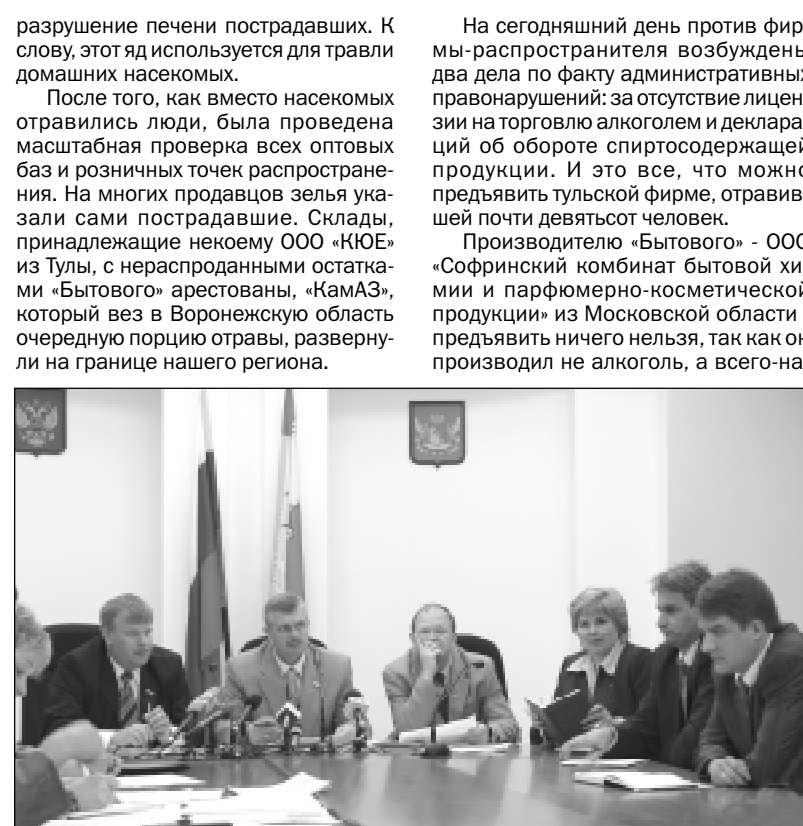 разрушение печени пострадавших. К
слову, этот яд используется для травли
домашних насекомых.
После того, как вместо насекомых
отравились люди, была проведена
масштабная проверка всех оптовых
баз и розничных точек распростране-
ния. На многих продавцов зелья ука-
зали сами пострадавшие. Склады,
принадлежащие некоему ООО «КЮЕ»
из Тулы, с нераспроданными остатка-
ми «Бытового» арестованы, «КамАЗ»,
который вез в Воронежскую область
очередную порцию отравы, разверну-
ли на границе нашего региона.
На сегодняшний день против фир
мы-распространителя возбуждены
два дела по факту административных
правонарушений: за отсутствие лицен
зии на торговлю алкоголем и деклара
ций об обороте спиртосодержащей
продукции. И это все, что можно
предъявить тульской фирме, отравив
шей почти девятьсот человек.
Производителю «Бытового» - ООО
«Софринский комбинат бытовой хи
мии и парфюмерно-косметической
продукции» из Московской области
предъявить ничего нельзя, так как он
производил не алкоголь, а всего-на